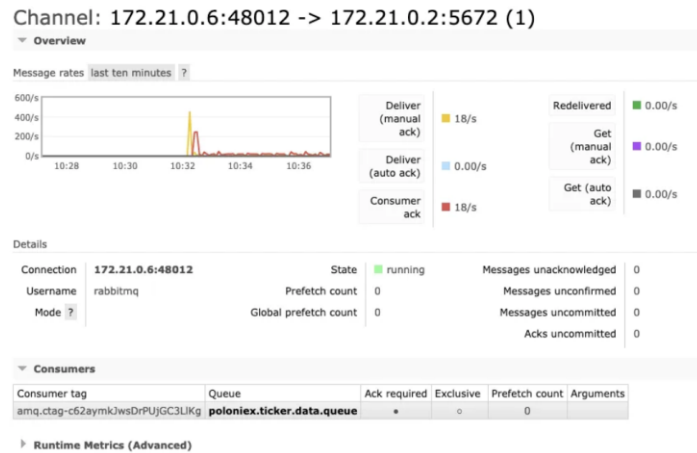 Channel: 172.21.0.6:48012 -> 172.21.0.2:5672 (1)
Overview
Message rates last ten minutes ?
600/s
400/s
200/s
0/s
10:28 10:30 10:32 10:34 10:36
Deliver (manual ack) 18/s
Deliver (auto ack) 0.00/s
Consumer ack 18/s
Redelivered 0.00/s
Get (manual ack) 0.00/s
Get (auto ack) 0.00/s
Details
Connection 172.21.0.6:48012 State running Messages unacknowledged 0
Username rabbitmq Prefetch count 0 Messages unconfirmed 0
Mode ? Global prefetch count 0 Messages uncommitted 0
Acks uncommitted 0
Consumers
Consumer tag Queue Ack required Exclusive Prefetch count Arguments
amq.ctag-c62aymkJwsDrPUjGC3LlKg poloniex.ticker.data.queue ● ○ 0
Runtime Metrics (Advanced)